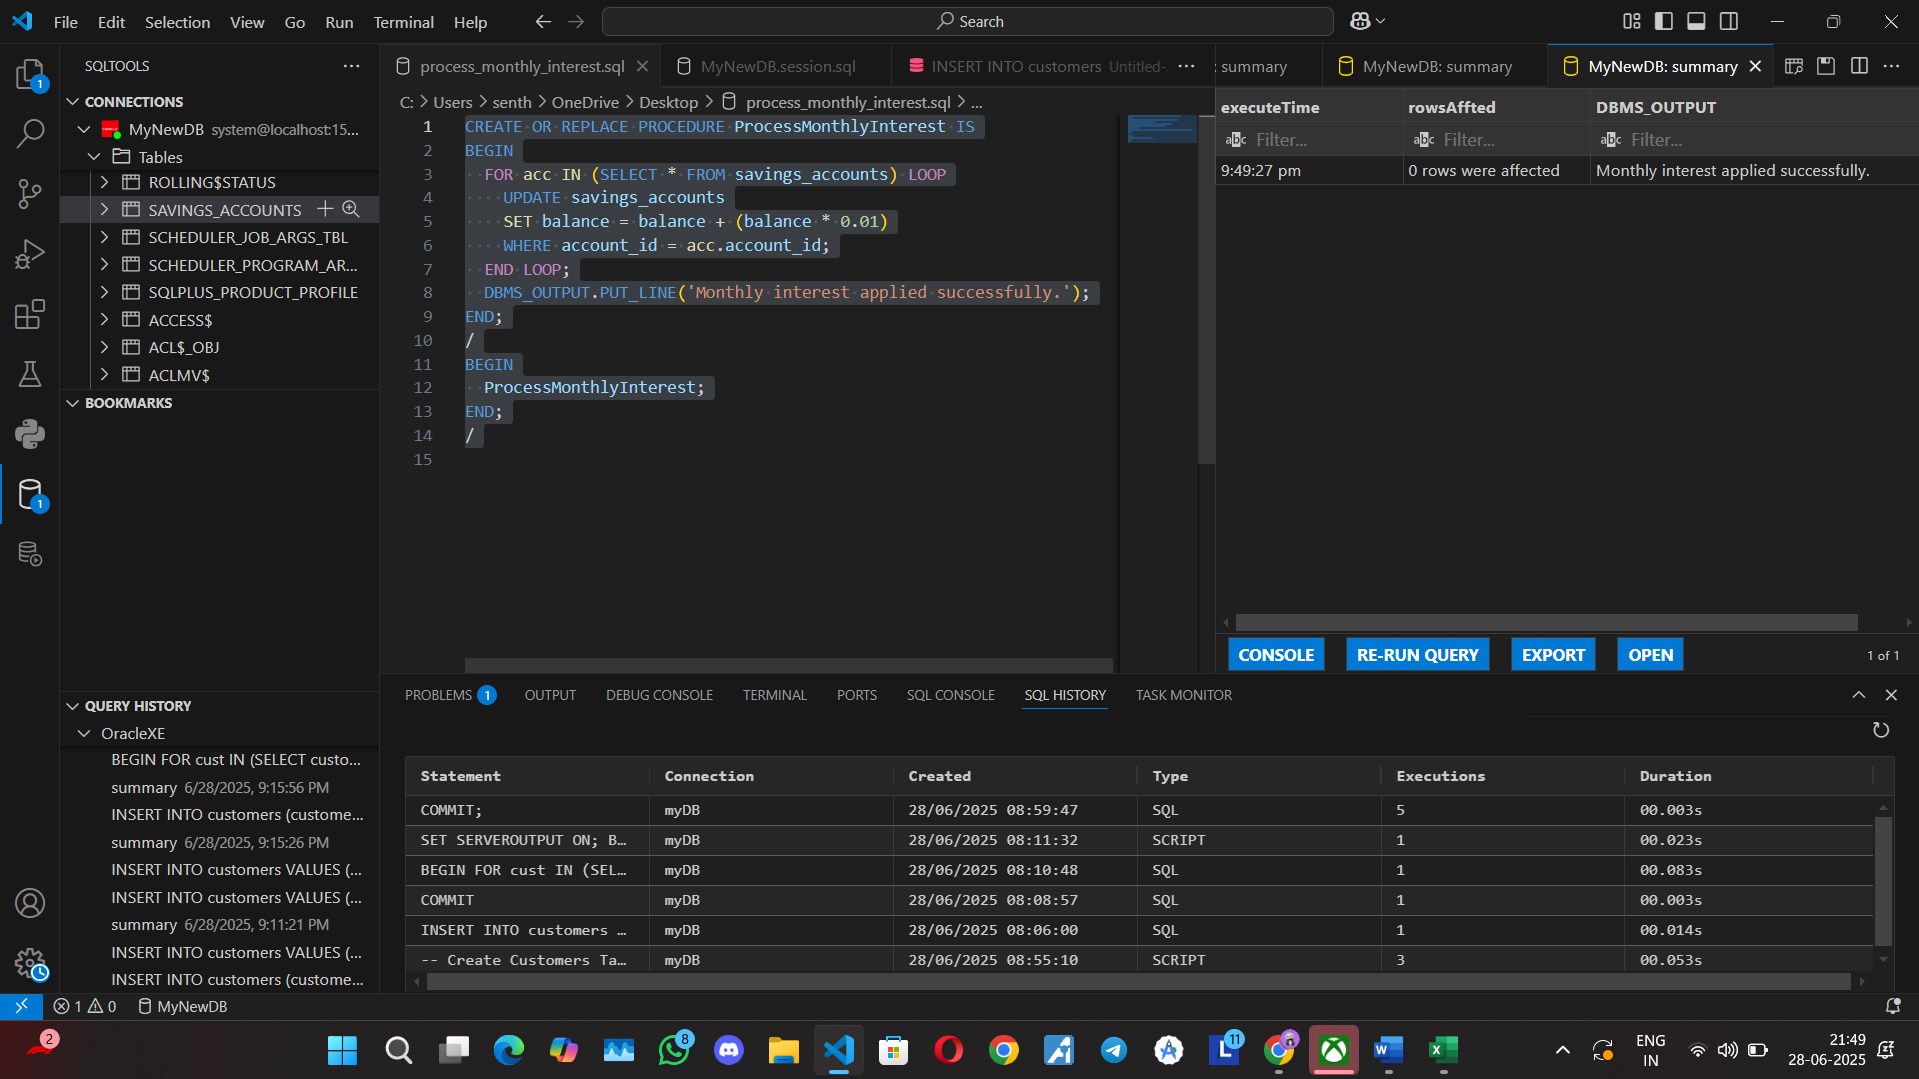 File Edit Selection View Go Run Terminal Help
Search
SQLTOOLS
CONNECTIONS
MyNewDB system@localhost:15...
Tables
ROLLING$STATUS
SAVINGS_ACCOUNTS
SCHEDULER_JOB_ARGS_TBL
SCHEDULER_PROGRAM_AR...
SQLPLUS_PRODUCT_PROFILE
ACCESS$
ACL$_OBJ
ACLMV$
BOOKMARKS
QUERY HISTORY
OracleXE
BEGIN FOR cust IN (SELECT custo...
summary 6/28/2025, 9:15:56 PM
INSERT INTO customers (custome...
summary 6/28/2025, 9:15:26 PM
INSERT INTO customers VALUES (...
INSERT INTO customers VALUES (...
summary 6/28/2025, 9:11:21 PM
INSERT INTO customers VALUES (...
INSERT INTO customers (custome...
process_monthly_interest.sql
MyNewDB.session.sql
INSERT INTO customers Untitled-
C: > Users > senth > OneDrive > Desktop > process_monthly_interest.sql > ...
1 CREATE OR REPLACE PROCEDURE ProcessMonthlyInterest IS
2 BEGIN
3 FOR acc IN (SELECT * FROM savings_accounts) LOOP
4 UPDATE savings_accounts
5 SET balance = balance + (balance * 0.01)
6 WHERE account_id = acc.account_id;
7 END LOOP;
8 DBMS_OUTPUT.PUT_LINE('Monthly interest applied successfully.');
9 END;
10 /
11 BEGIN
12 ProcessMonthlyInterest;
13 END;
14 /
15
: summary
MyNewDB: summary
MyNewDB: summary
executeTime rowsAffted DBMS_OUTPUT
abc Filter... abc Filter... abc Filter...
9:49:27 pm 0 rows were affected Monthly interest applied successfully.
CONSOLE RE-RUN QUERY EXPORT OPEN 1 of 1
PROBLEMS 1 OUTPUT DEBUG CONSOLE TERMINAL PORTS SQL CONSOLE SQL HISTORY TASK MONITOR
Statement Connection Created Type Executions Duration
COMMIT; myDB 28/06/2025 08:59:47 SQL 5 00.003s
SET SERVEROUTPUT ON; B... myDB 28/06/2025 08:11:32 SCRIPT 1 00.023s
BEGIN FOR cust IN (SEL... myDB 28/06/2025 08:10:48 SQL 1 00.083s
COMMIT myDB 28/06/2025 08:08:57 SQL 1 00.003s
INSERT INTO customers ... myDB 28/06/2025 08:06:00 SQL 1 00.014s
-- Create Customers Ta... myDB 28/06/2025 08:55:10 SCRIPT 3 00.053s
1
1
1 0 MyNewDB
2
8
11
ENG
IN
21:49
28-06-2025